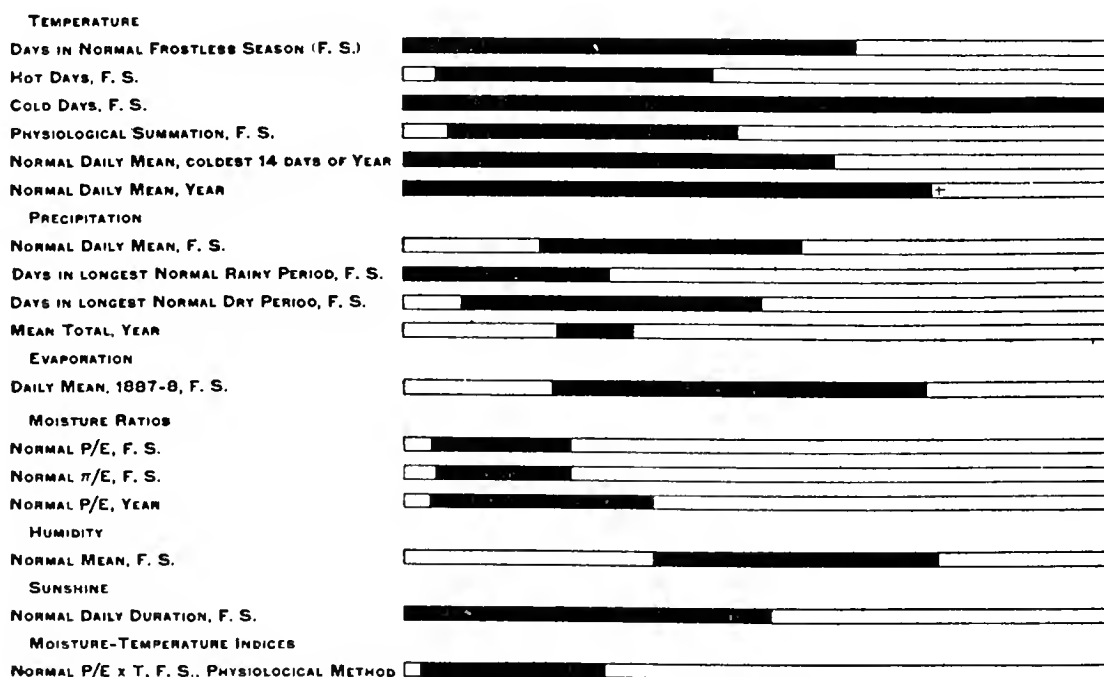 TEMPERATURE
DAYS IN NORMAL FROSTLESS SEASON (F. S.)
HOT DAYS, F. S.
COLD DAYS, F. S.
PHYSIOLOGICAL SUMMATION, F. S.
NORMAL DAILY MEAN, COLDEST 14 DAYS OF YEAR
NORMAL DAILY MEAN, YEAR +
PRECIPITATION
NORMAL DAILY MEAN, F. S.
DAYS IN LONGEST NORMAL RAINY PERIOD, F. S.
DAYS IN LONGEST NORMAL DRY PERIOD, F. S.
MEAN TOTAL, YEAR
EVAPORATION
DAILY MEAN, 1887-8, F. S.
MOISTURE RATIOS
NORMAL P/E, F. S.
NORMAL π/E, F. S.
NORMAL P/E, YEAR
HUMIDITY
NORMAL MEAN, F. S.
SUNSHINE
NORMAL DAILY DURATION, F. S.
MOISTURE-TEMPERATURE INDICES
NORMAL P/E x T, F. S., PHYSIOLOGICAL METHOD